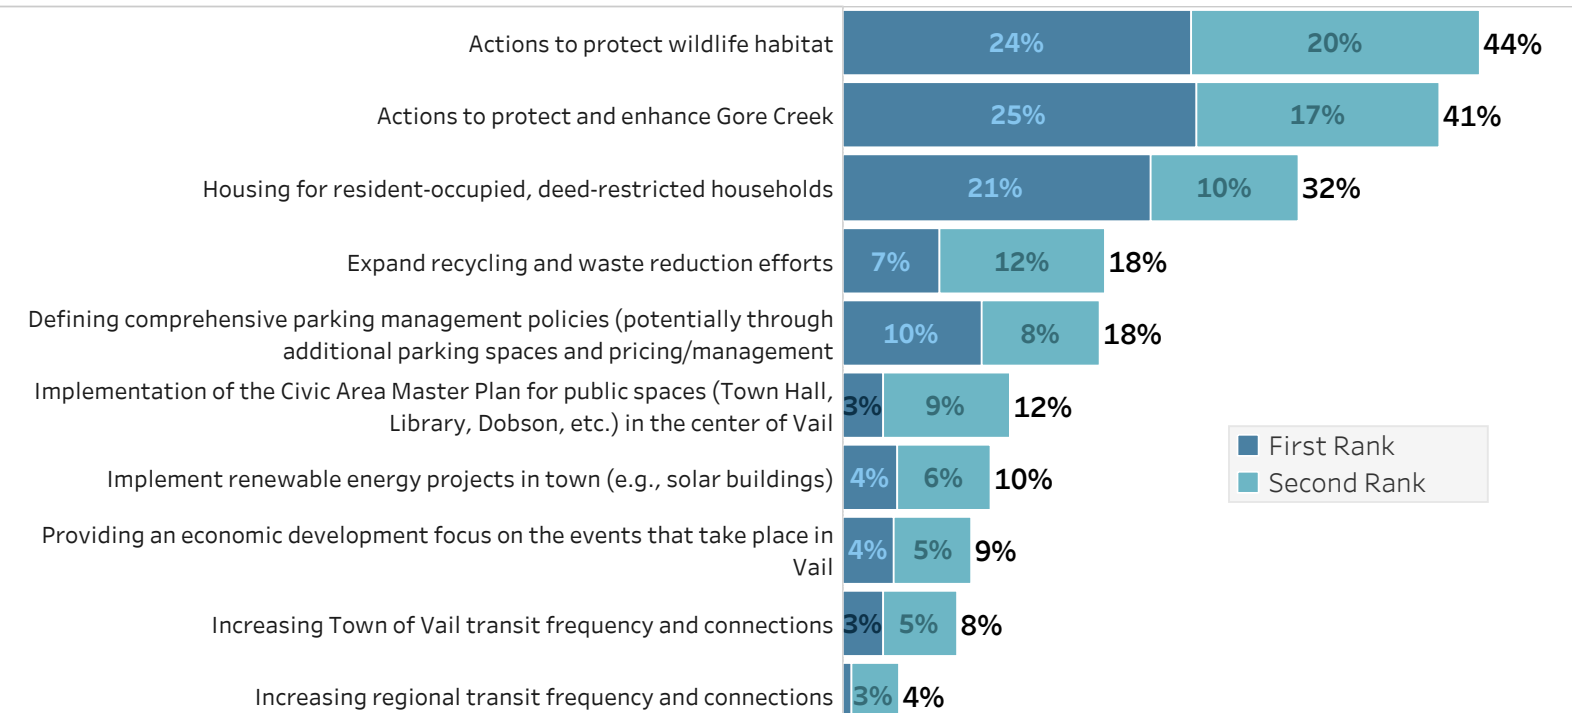 Actions to protect wildlife habitat 24% 20% 44%
Actions to protect and enhance Gore Creek 25% 17% 41%
Housing for resident-occupied, deed-restricted households 21% 10% 32%
Expand recycling and waste reduction efforts 7% 12% 18%
Defining comprehensive parking management policies (potentially through
additional parking spaces and pricing/management 10% 8% 18%
Implementation of the Civic Area Master Plan for public spaces (Town Hall,
Library, Dobson, etc.) in the center of Vail 3% 9% 12%
First Rank
Second Rank
Implement renewable energy projects in town (e.g., solar buildings) 4% 6% 10%
Providing an economic development focus on the events that take place in
Vail 4% 5% 9%
Increasing Town of Vail transit frequency and connections 3% 5% 8%
Increasing regional transit frequency and connections 3% 4%